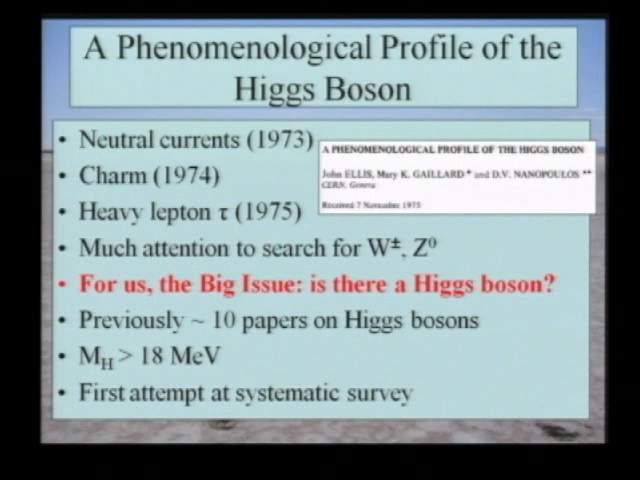 A Phenomenological Profile of the
Higgs Boson
• Neutral currents (1973)
• Charm (1974)
• Heavy lepton τ (1975)
• Much attention to search for W±, Z0
• For us, the Big Issue: is there a Higgs boson?
• Previously ~ 10 papers on Higgs bosons
• MH > 18 MeV
• First attempt at systematic survey
A PHENOMENOLOGICAL PROFILE OF THE HIGGS BOSON
John ELLIS, Mary K. GAILLARD * and D.V. NANOPOULOS **
CERN, Geneva
Received 7 November 1975